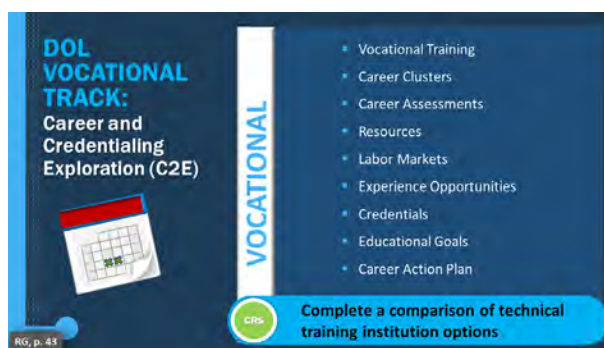 DOL
VOCATIONAL
TRACK:
Career and
Credentialing
Exploration (C2E)
VOCATIONAL
Vocational Training
Career Clusters
Career Assessments
Resources
Labor Markets
Experience Opportunities
Credentials
Educational Goals
Career Action Plan
CRS
Complete a comparison of technical
training institution options
RG, p. 43